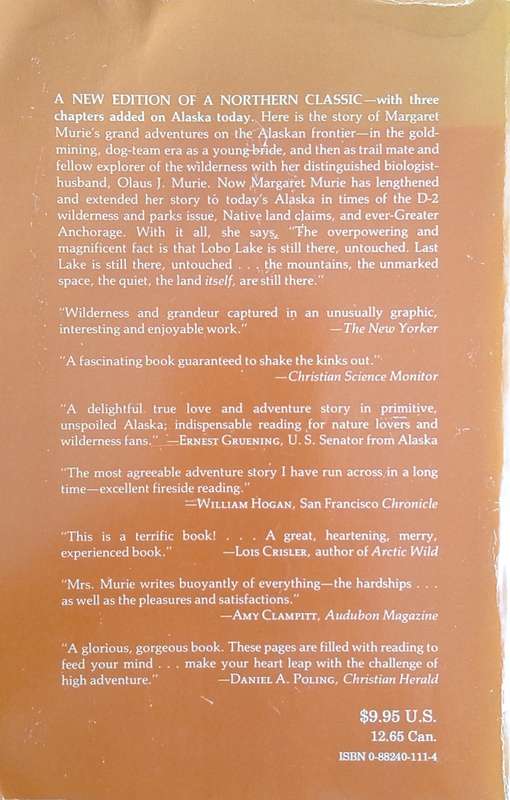 A NEW EDITION OF A NORTHERN CLASSIC—with three
chapters added on Alaska today. Here is the story of Margaret
Murie's grand adventures on the Alaskan frontier—in the gold-
mining, dog-team era as a young bride, and then as trail mate and
fellow explorer of the wilderness with her distinguished biologist-
husband, Olaus J. Murie. Now Margaret Murie has lengthened
and extended her story to today's Alaska in times of the D-2
wilderness and parks issue, Native land claims, and ever-Greater
Anchorage. With it all, she says, "The overpowering and
magnificent fact is that Lobo Lake is still there, untouched. Last
Lake is still there, untouched . . . the mountains, the unmarked
space, the quiet, the land itself, are still there."
"Wilderness and grandeur captured in an unusually graphic,
interesting and enjoyable work." —The New Yorker
"A fascinating book guaranteed to shake the kinks out."
—Christian Science Monitor
"A delightful true love and adventure story in primitive,
unspoiled Alaska; indispensable reading for nature lovers and
wilderness fans." —ERNEST GRUENING, U. S. Senator from Alaska
"The most agreeable adventure story I have run across in a long
time—excellent fireside reading."
—WILLIAM HOGAN, San Francisco Chronicle
"This is a terrific book! . . . A great, heartening, merry,
experienced book." —LOIS CRISLER, author of Arctic Wild
"Mrs. Murie writes buoyantly of everything—the hardships . . .
as well as the pleasures and satisfactions."
—AMY CLAMPITT, Audubon Magazine
"A glorious, gorgeous book. These pages are filled with reading to
feed your mind . . . make your heart leap with the challenge of
high adventure." —DANIEL A. POLING, Christian Herald
$9.95 U.S.
12.65 Can.
ISBN 0-88240-111-4